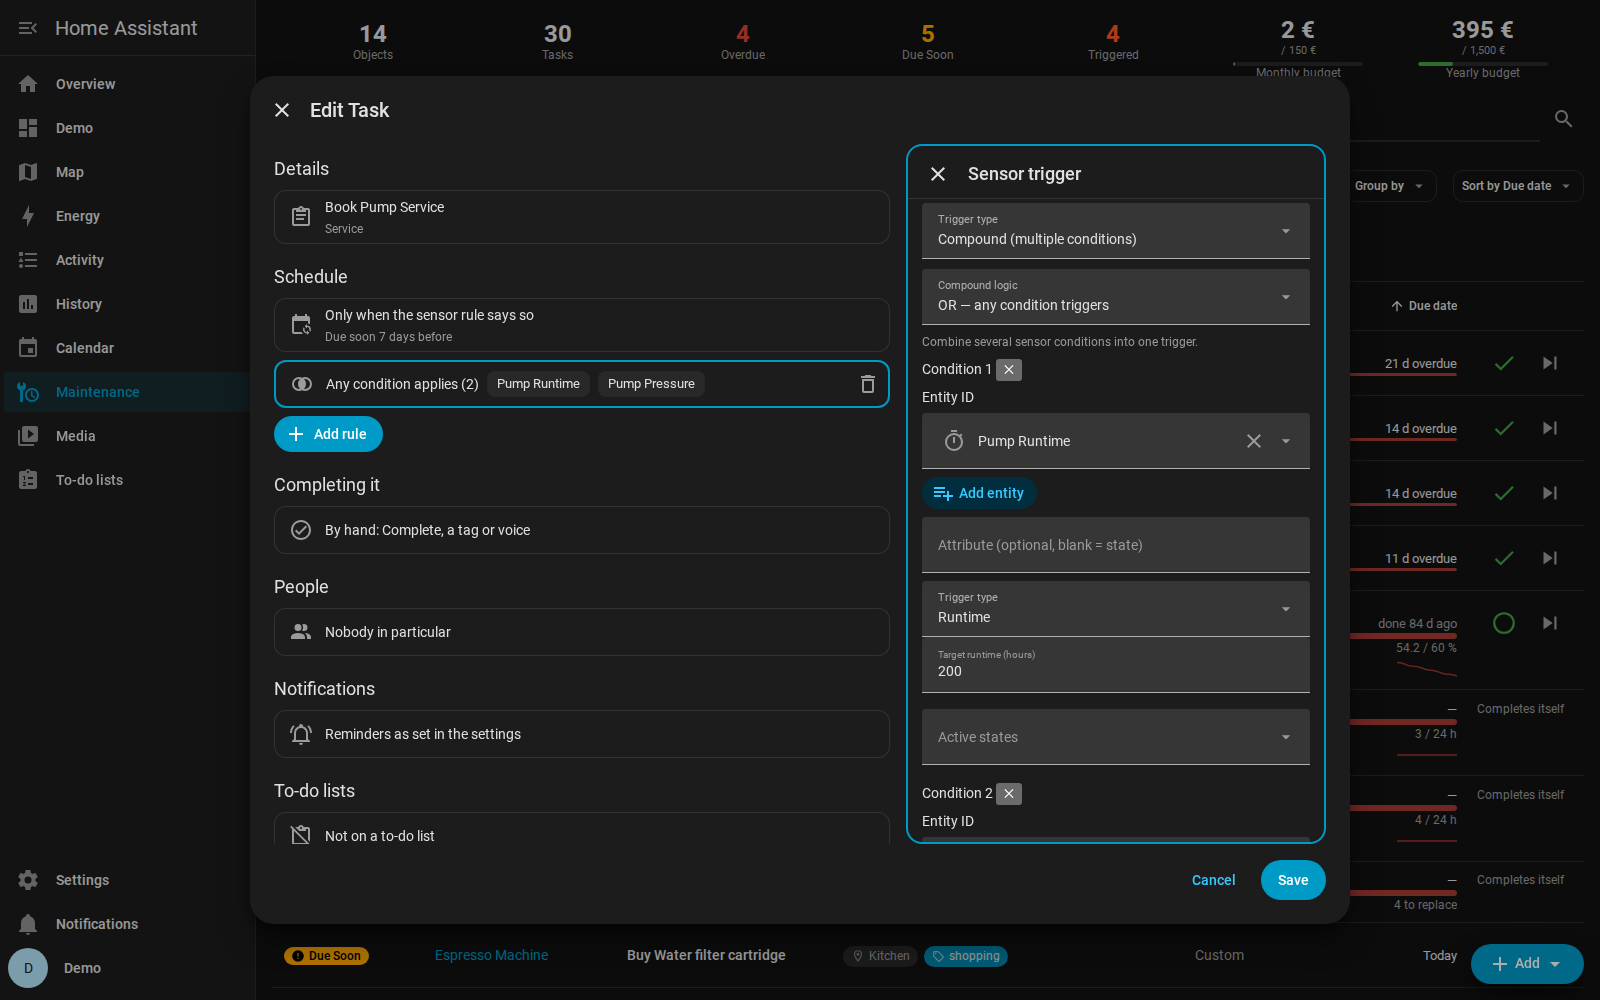 Home Assistant
Overview
Demo
Map
Energy
Activity
History
Calendar
Maintenance
Media
To-do lists
Settings
Notifications
D
Demo
14
Objects
30
Tasks
4
Overdue
5
Due Soon
4
Triggered
2 €
/ 150 €
Monthly budget
395 €
/ 1,500 €
Yearly budget
Group by
Sort by Due date
Due date
21 d overdue
14 d overdue
14 d overdue
11 d overdue
done 84 d ago
54.2 / 60 %
—
Completes itself
3 / 24 h
—
Completes itself
4 / 24 h
—
Completes itself
4 to replace
Due Soon
Espresso Machine
Buy Water filter cartridge
Kitchen
shopping
Custom
Today
Add
Edit Task
Details
Book Pump Service
Service
Schedule
Only when the sensor rule says so
Due soon 7 days before
Any condition applies (2)
Pump Runtime
Pump Pressure
Add rule
Completing it
By hand: Complete, a tag or voice
People
Nobody in particular
Notifications
Reminders as set in the settings
To-do lists
Not on a to-do list
Sensor trigger
Trigger type
Compound (multiple conditions)
Compound logic
OR — any condition triggers
Combine several sensor conditions into one trigger.
Condition 1
Entity ID
Pump Runtime
Add entity
Attribute (optional, blank = state)
Trigger type
Runtime
Target runtime (hours)
200
Active states
Condition 2
Entity ID
Cancel
Save